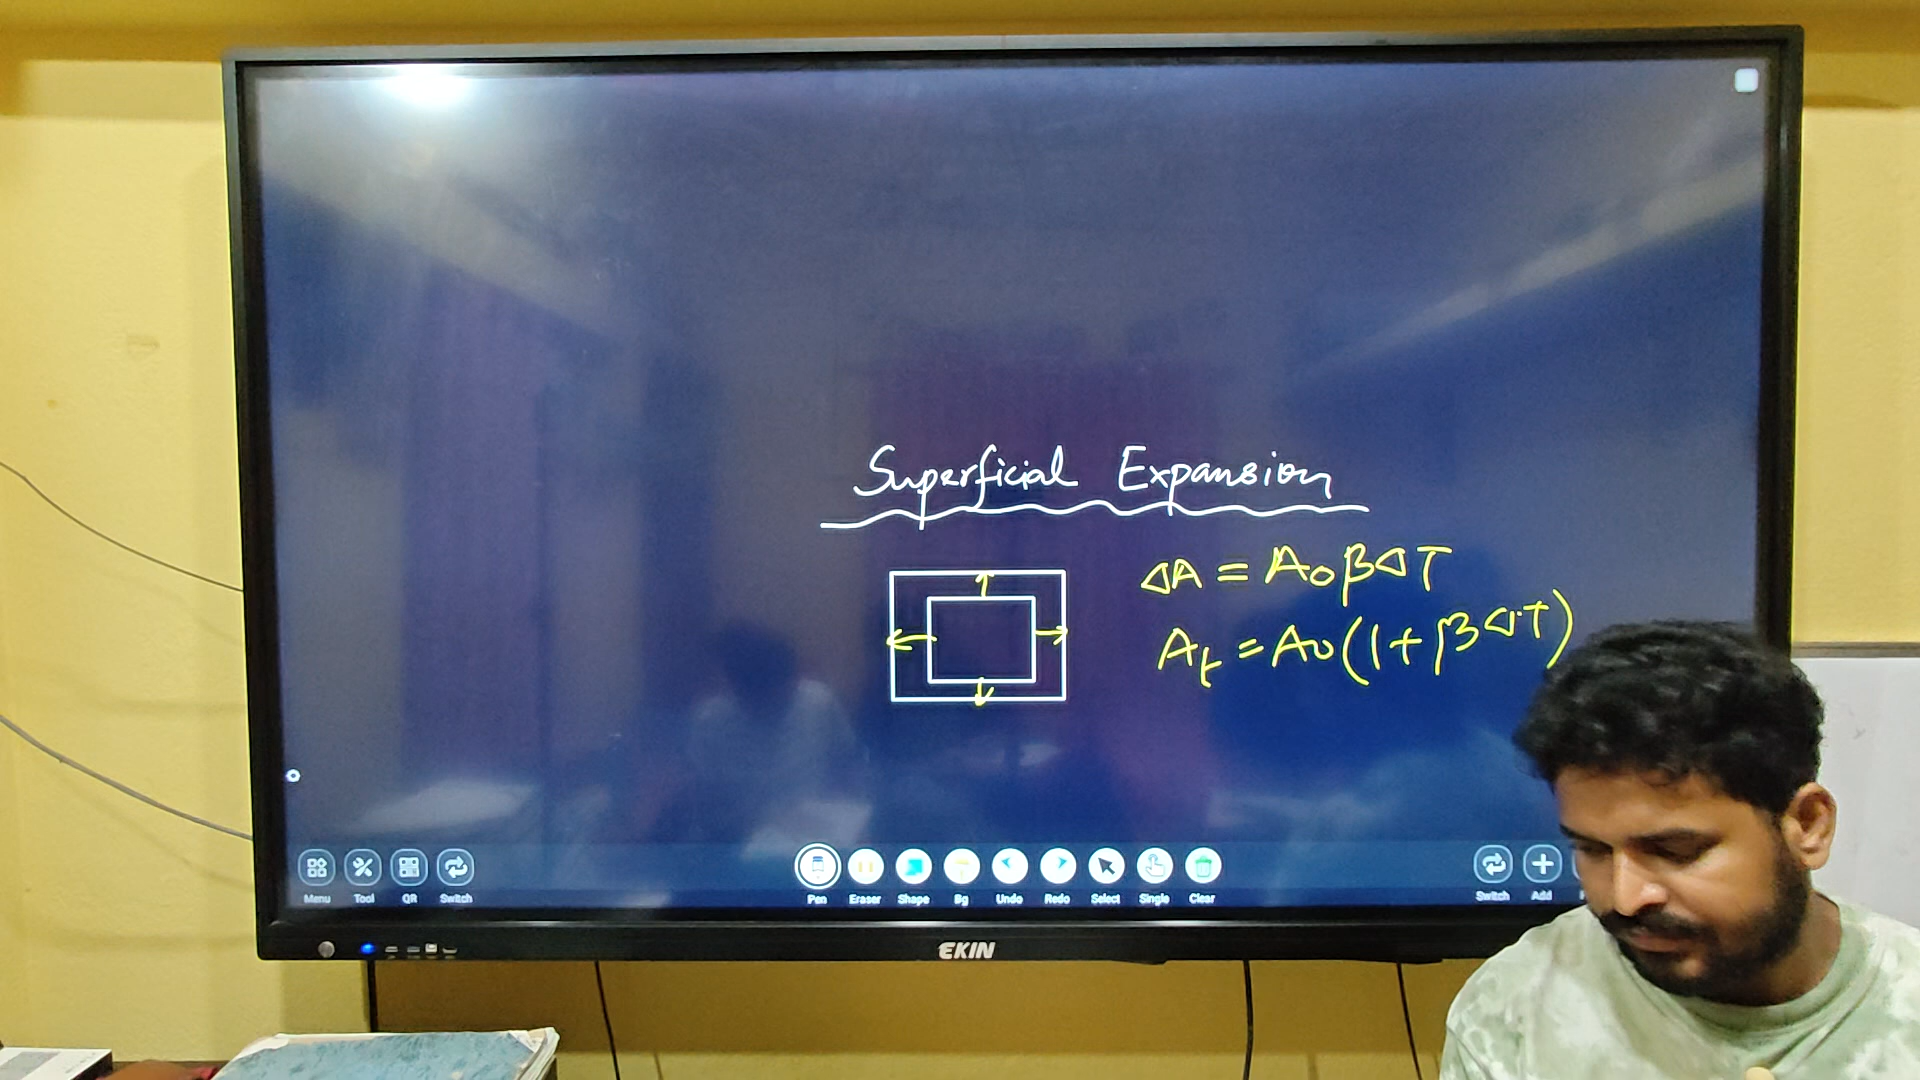 Superficial Expansion
ΔA = A₀βΔT
Aₜ = A₀(1+βΔT)
Menu Tool QR Switch Pen Eraser Shape Bg Undo Redo Select Single Clear Switch Add
EKIN